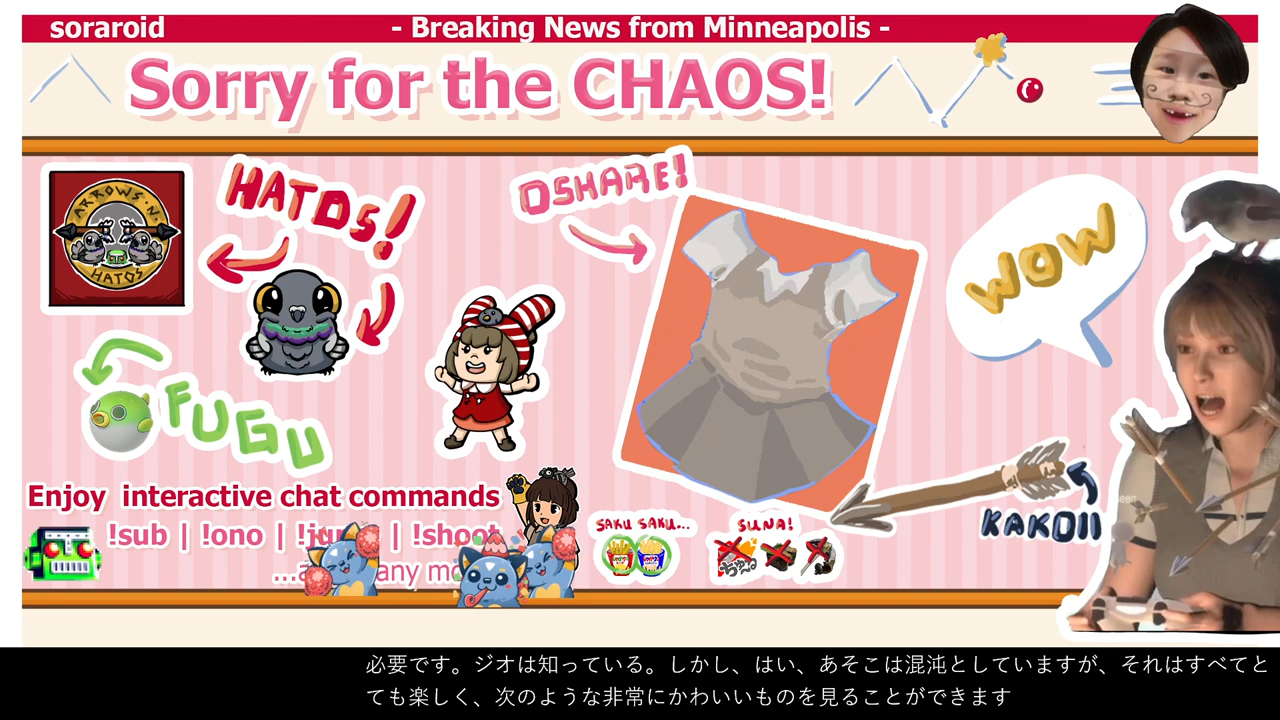 soraroid
- Breaking News from Minneapolis -
Sorry for the CHAOS!
ARROWS·N·
HATOS
HATOS!
OSHARE!
WOW
FUGU
KAKOII
Enjoy interactive chat commands
!sub | !ono | | !shoot
SAKU SAKU...
SUNA!
必要です。ジオは知っている。しかし、はい、あそこは混沌としていますが、それはすべてと
ても楽しく、次のような非常にかわいいものを見ることができます